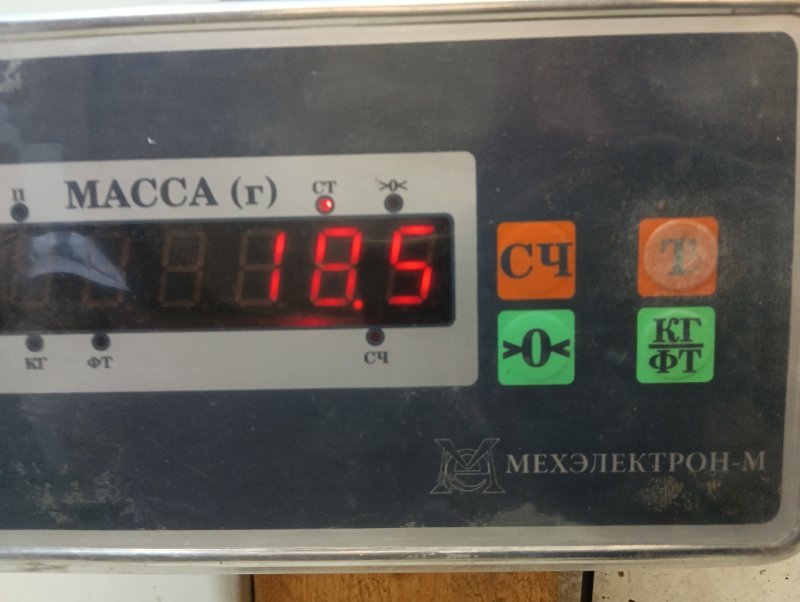 П
МАССА (г)
СТ
>0<
18.5
КГ
ФТ
СЧ
СЧ
Т
>0<
КГ
ФТ
МЕХЭЛЕКТРОН-М